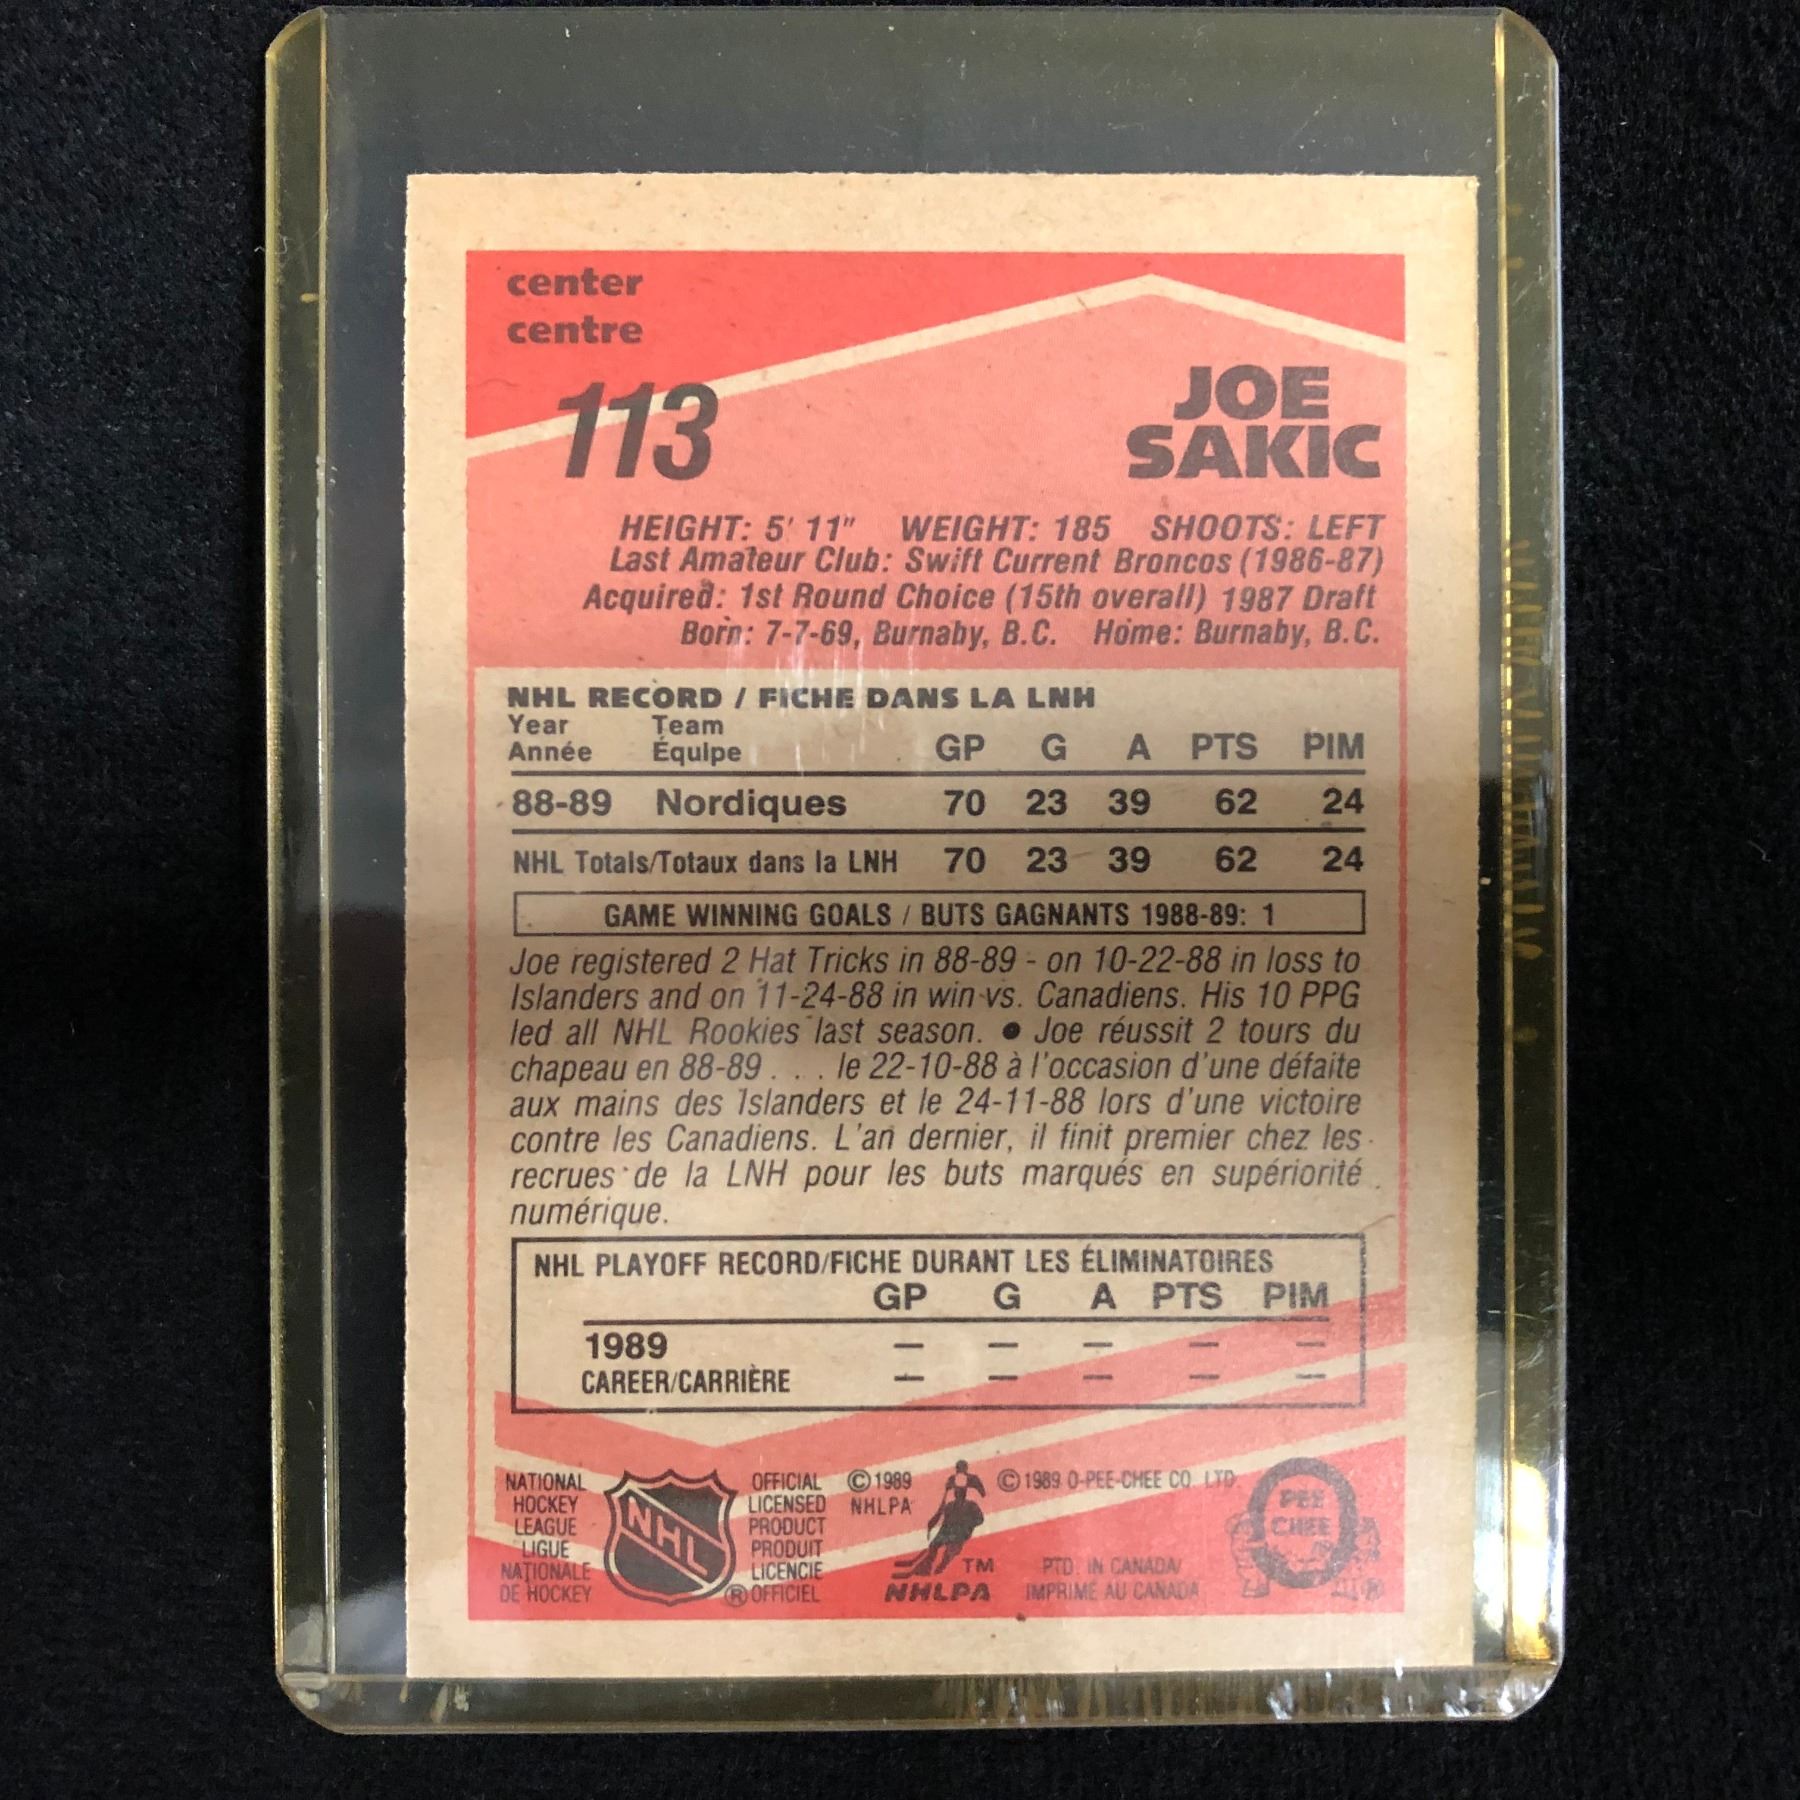 center
centre
113
JOE
SAKIC
HEIGHT: 5' 11" WEIGHT: 185 SHOOTS: LEFT
Last Amateur Club: Swift Current Broncos (1986-87)
Acquired: 1st Round Choice (15th overall) 1987 Draft
Born: 7-7-69, Burnaby, B.C. Home: Burnaby, B.C.
NHL RECORD / FICHE DANS LA LNH
Year Team
Année Équipe GP G A PTS PIM
88-89 Nordiques 70 23 39 62 24
NHL Totals/Totaux dans la LNH 70 23 39 62 24
GAME WINNING GOALS / BUTS GAGNANTS 1988-89: 1
Joe registered 2 Hat Tricks in 88-89 - on 10-22-88 in loss to
Islanders and on 11-24-88 in win vs. Canadiens. His 10 PPG
led all NHL Rookies last season. ● Joe réussit 2 tours du
chapeau en 88-89 . . . le 22-10-88 à l'occasion d'une défaite
aux mains des Islanders et le 24-11-88 lors d'une victoire
contre les Canadiens. L'an dernier, il finit premier chez les
recrues de la LNH pour les buts marqués en supériorité
numérique.
NHL PLAYOFF RECORD/FICHE DURANT LES ÉLIMINATOIRES
GP G A PTS PIM
1989 — — — — —
CAREER/CARRIÈRE — — — — —
NATIONAL
HOCKEY
LEAGUE
LIGUE
NATIONALE
DE HOCKEY
NHL
®
OFFICIAL
LICENSED
PRODUCT
PRODUIT
LICENCIE
OFFICIEL
© 1989
NHLPA
TM
NHLPA
© 1989 O-PEE-CHEE CO. LTD.
PTD. IN CANADA/
IMPRIMÉ AU CANADA
PEE
CHEE